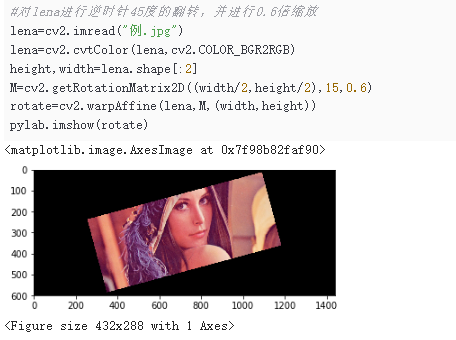 #对lena进行逆时针45度的翻转，并进行0.6倍缩放
lena=cv2.imread("例.jpg")
lena=cv2.cvtColor(lena,cv2.COLOR_BGR2RGB)
height,width=lena.shape[:2]
M=cv2.getRotationMatrix2D((width/2,height/2),15,0.6)
rotate=cv2.warpAffine(lena,M,(width,height))
pylab.imshow(rotate)
<matplotlib.image.AxesImage at 0x7f98b82faf90>
0
100
200
300
400
500
600
0 200 400 600 800 1000 1200 1400
<Figure size 432x288 with 1 Axes>